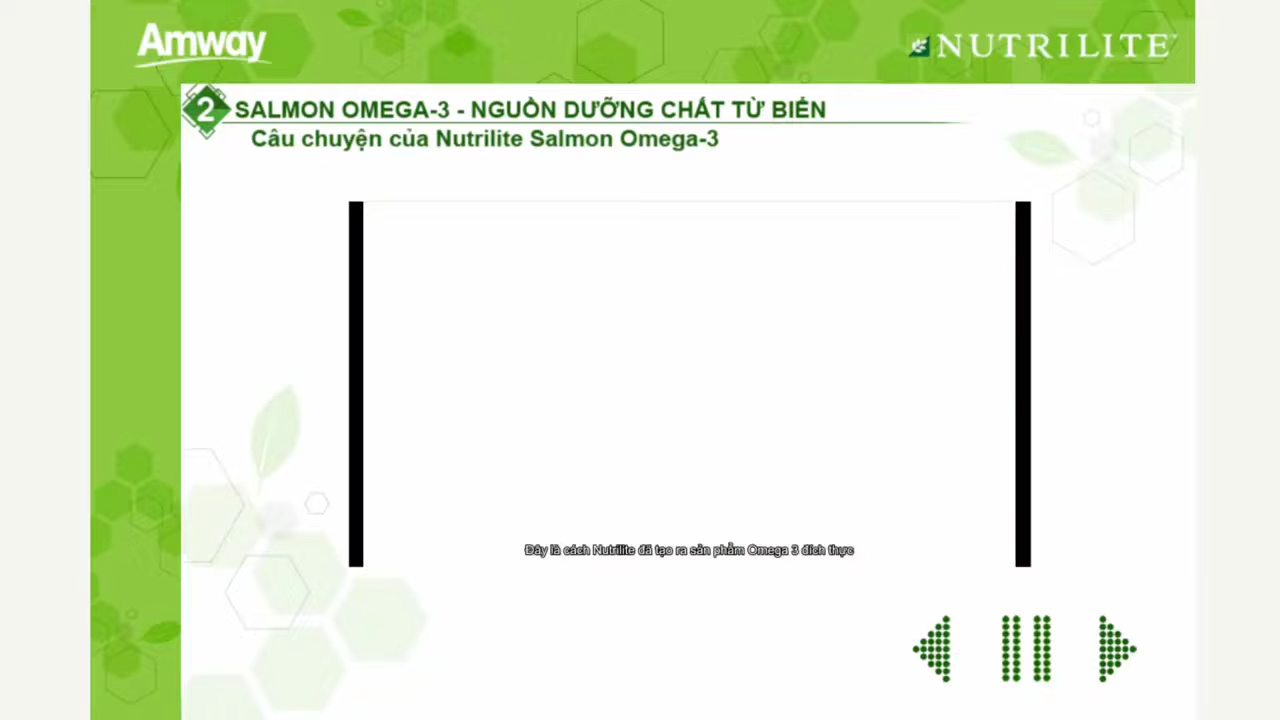 Amway
NUTRILITE
2
SALMON OMEGA-3 - NGUỒN DƯỠNG CHẤT TỪ BIỂN
Câu chuyện của Nutrilite Salmon Omega-3
Đây là cách Nutrilite đã tạo ra sản phẩm Omega 3 đích thực